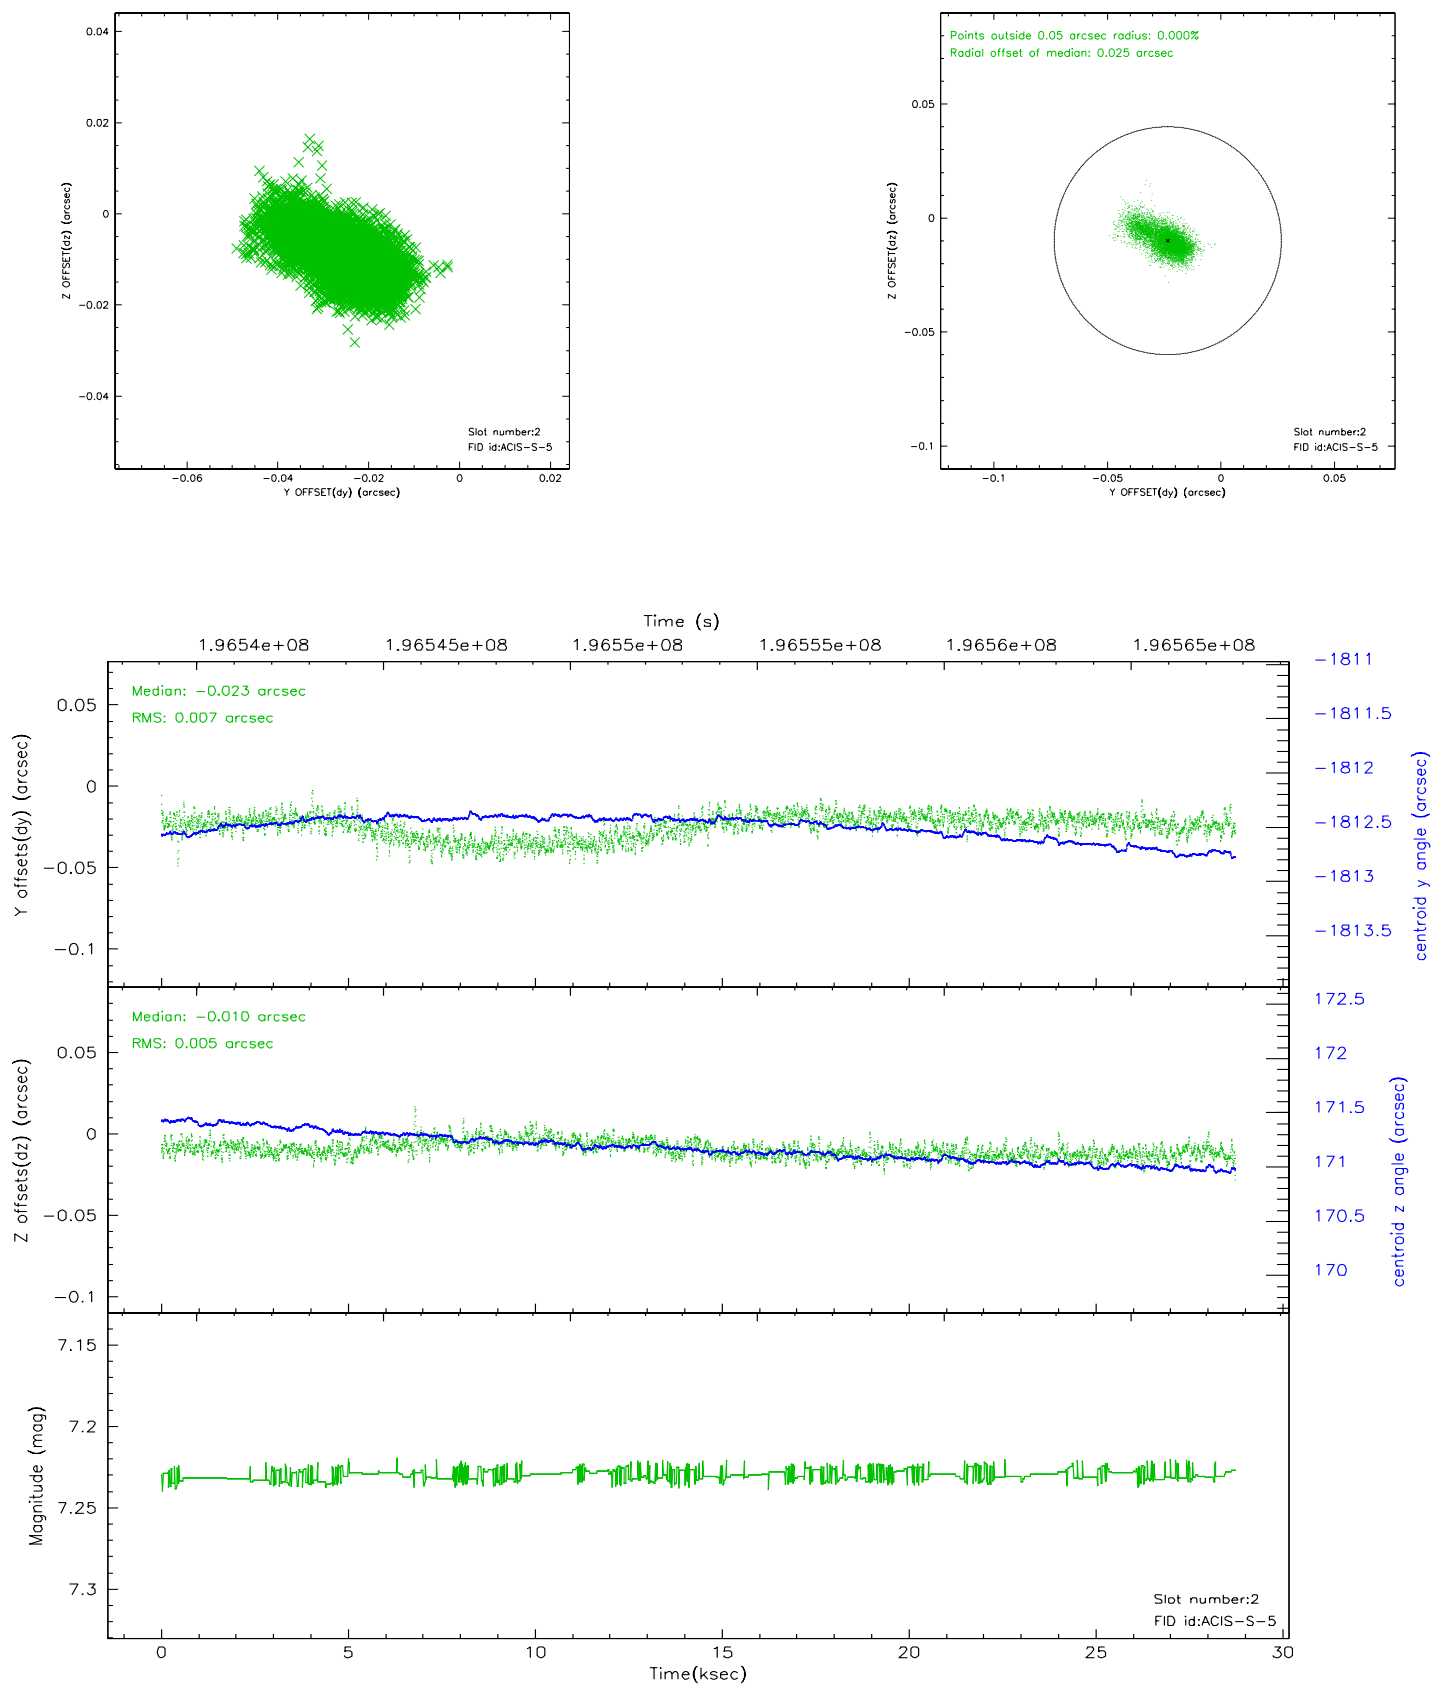 0.04
0.02
0
−0.02
−0.04
Z OFFSET(dz) (arcsec)
Slot number:2
FID id:ACIS−S−5
−0.06 −0.04 −0.02 0 0.02
Y OFFSET(dy) (arcsec)
Points outside 0.05 arcsec radius: 0.000%
Radial offset of median: 0.025 arcsec
0.05
0
−0.05
−0.1
Z OFFSET(dz) (arcsec)
Slot number:2
FID id:ACIS−S−5
−0.1 −0.05 0 0.05
Y OFFSET(dy) (arcsec)
Time (s)
1.9654e+08 1.96545e+08 1.9655e+08 1.96555e+08 1.9656e+08 1.96565e+08
Median: −0.023 arcsec
RMS: 0.007 arcsec
0.05
0
−0.05
−0.1
Y offsets(dy) (arcsec)
−1811
−1811.5
−1812
−1812.5
−1813
−1813.5
centroid y angle (arcsec)
Median: −0.010 arcsec
RMS: 0.005 arcsec
0.05
0
−0.05
−0.1
Z offsets(dz) (arcsec)
172.5
172
171.5
171
170.5
170
centroid z angle (arcsec)
7.15
7.2
7.25
7.3
Magnitude (mag)
Slot number:2
FID id:ACIS−S−5
0 5 10 15 20 25 30
Time(ksec)